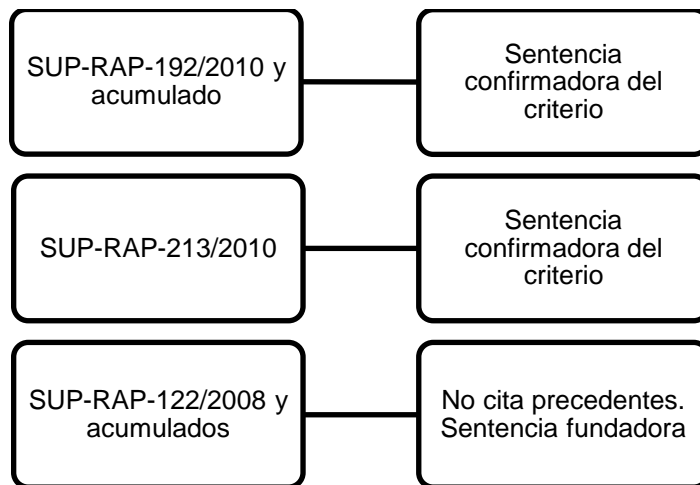 SUP-RAP-192/2010 y
acumulado
Sentencia
confirmadora del
criterio
SUP-RAP-213/2010
Sentencia
confirmadora del
criterio
SUP-RAP-122/2008 y
acumulados
No cita precedentes.
Sentencia fundadora